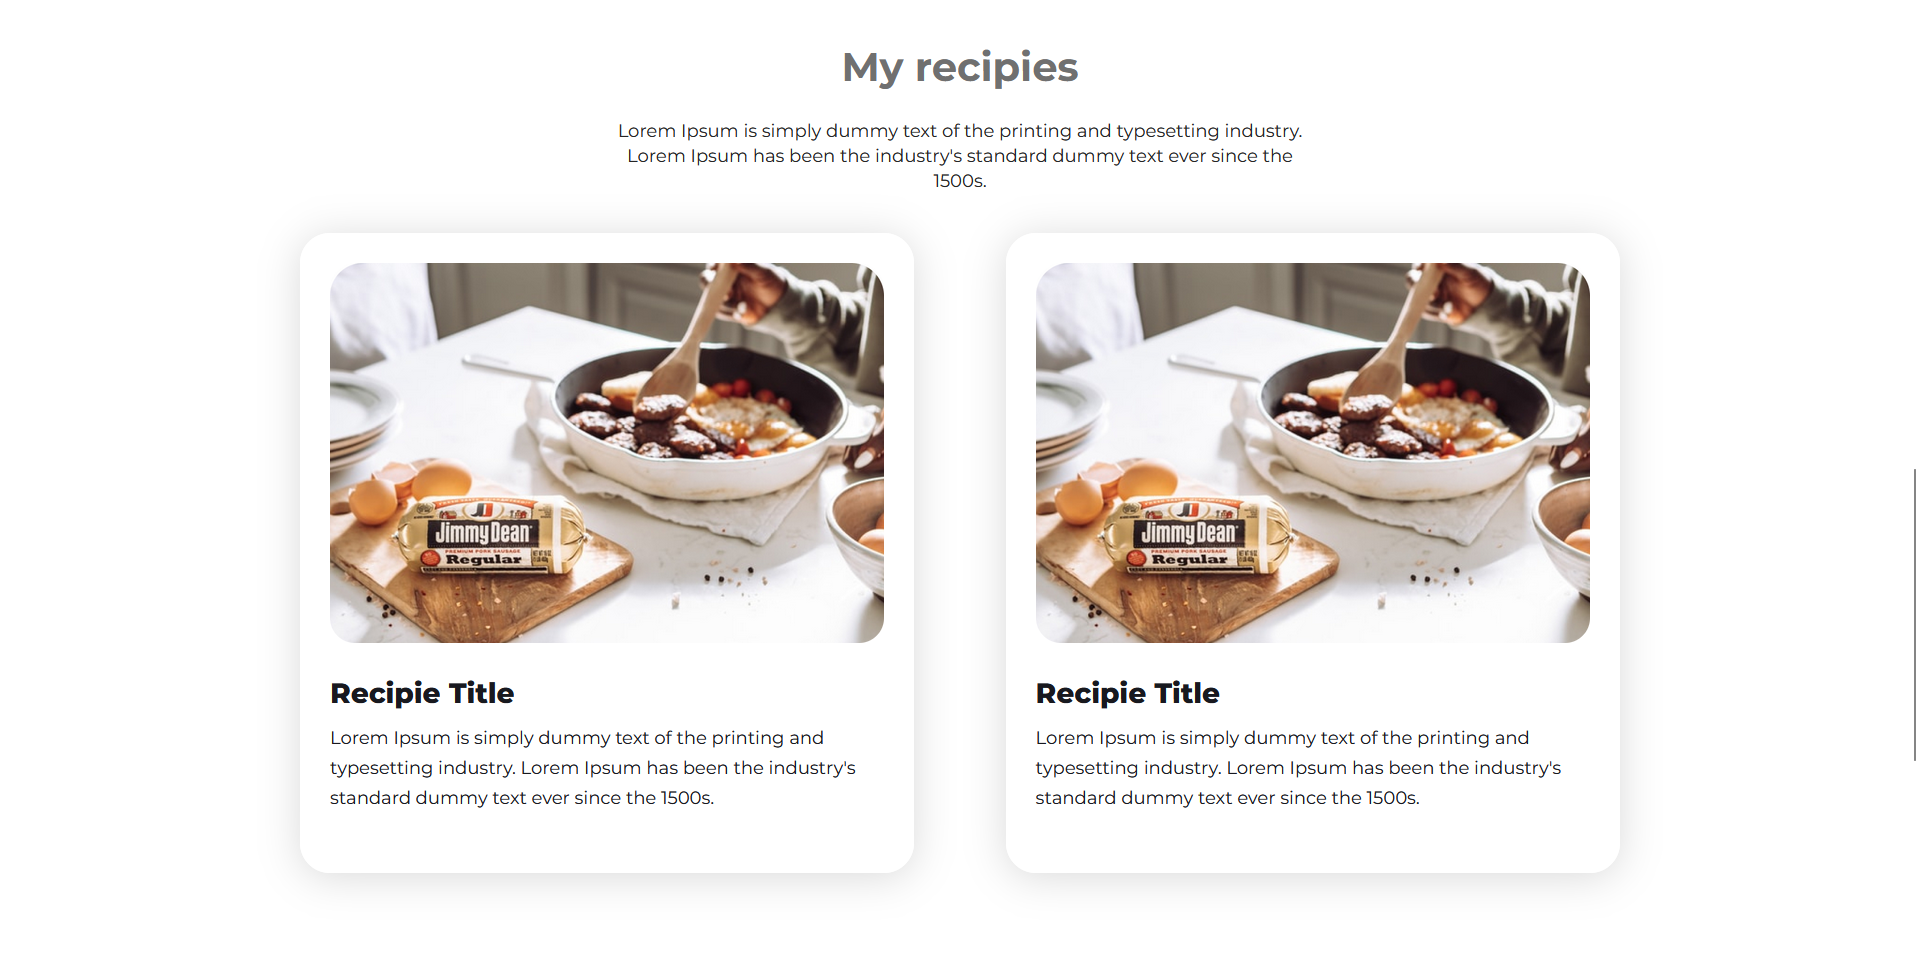 My recipies
Lorem Ipsum is simply dummy text of the printing and typesetting industry.
Lorem Ipsum has been the industry's standard dummy text ever since the
1500s.
Jimmy Dean
PREMIUM PORK SAUSAGE
Regular
Jimmy Dean
PREMIUM PORK SAUSAGE
Regular
Recipie Title
Lorem Ipsum is simply dummy text of the printing and
typesetting industry. Lorem Ipsum has been the industry's
standard dummy text ever since the 1500s.
Recipie Title
Lorem Ipsum is simply dummy text of the printing and
typesetting industry. Lorem Ipsum has been the industry's
standard dummy text ever since the 1500s.